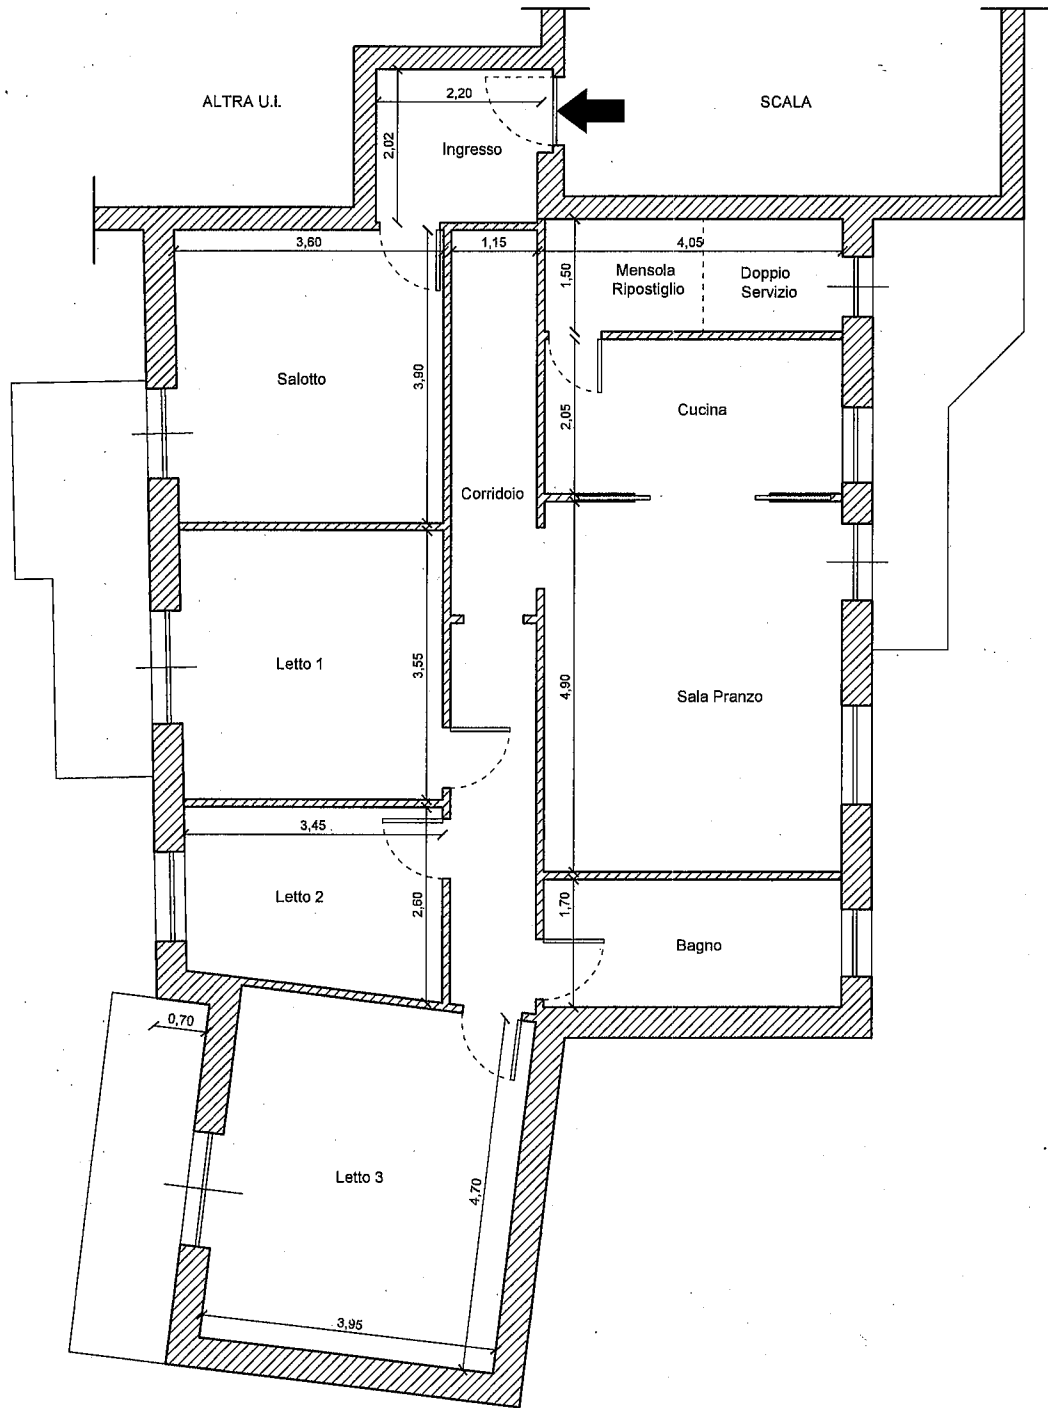 ALTRA U.I.
2,20
SCALA
2,02
Ingresso
3,60
1,15
4,05
1,50
Mensola
Ripostiglio
Doppio
Servizio
Salotto
3,90
2,05
Cucina
Corridoio
Letto 1
3,55
4,90
Sala Pranzo
3,45
Letto 2
2,60
1,70
Bagno
0,70
Letto 3
4,70
3,95